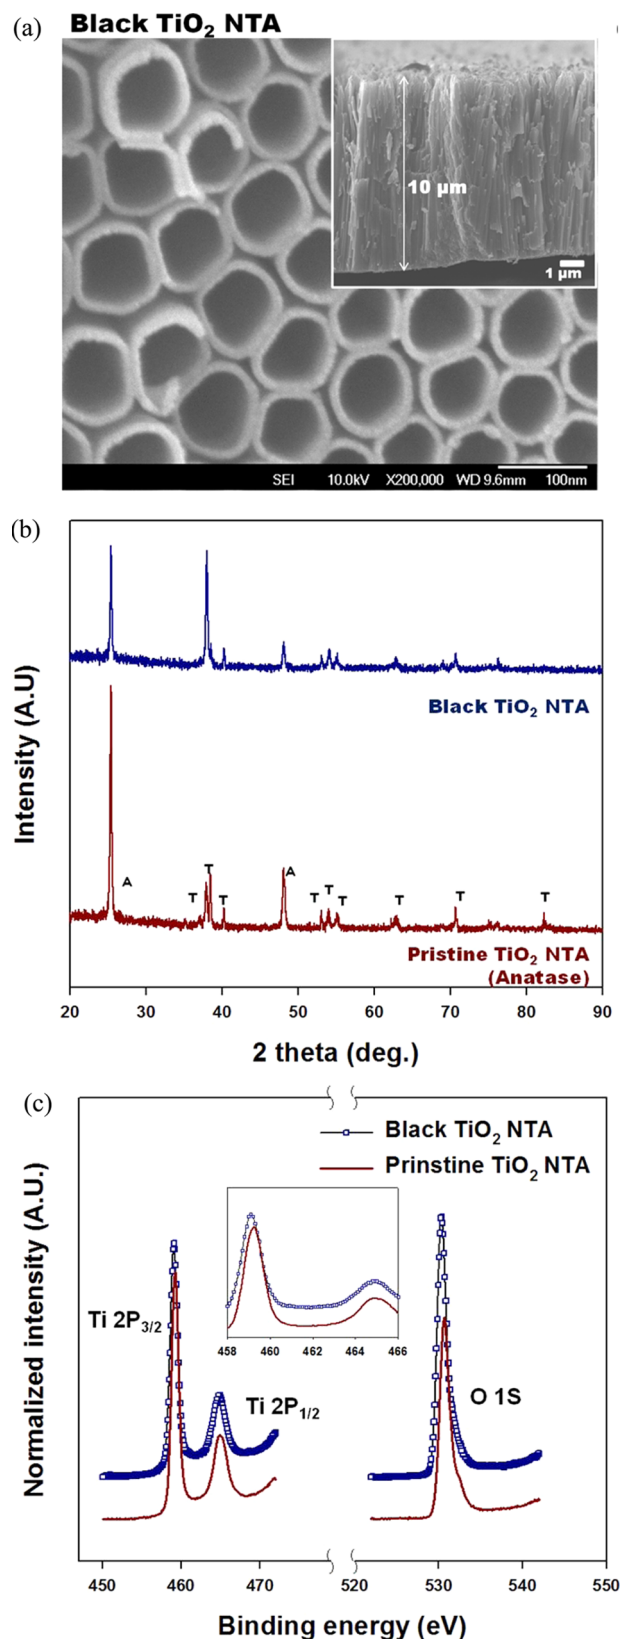 (a) Black TiO₂ NTA
10 μm
1 μm
SEI 10.0kV X200,000 WD 9.6mm 100nm
(b)
Intensity (A.U)
Black TiO₂ NTA
A T T T A T T T T T T
Pristine TiO₂ NTA
(Anatase)
20 30 40 50 60 70 80 90
2 theta (deg.)
(c)
Normalized intensity (A.U.)
Black TiO₂ NTA
Prinstine TiO₂ NTA
458 460 462 464 466
Ti 2P3/2
Ti 2P1/2
O 1S
450 460 470 520 530 540 550
Binding energy (eV)